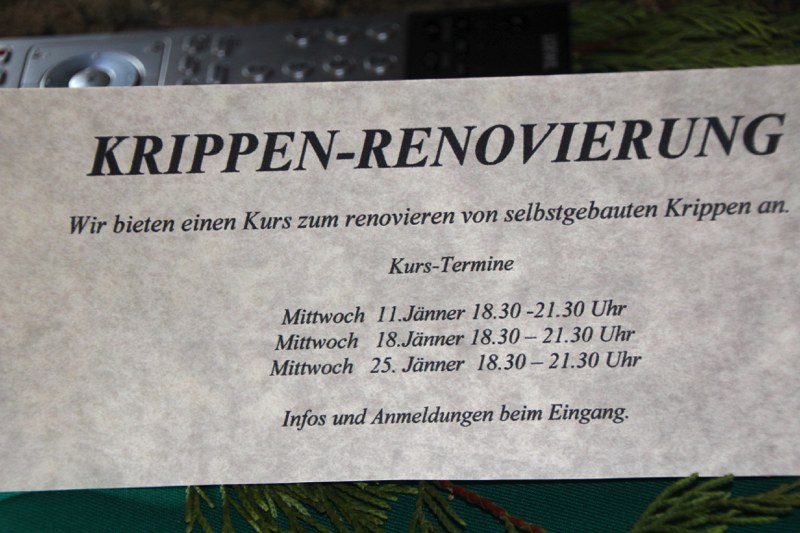 KRIPPEN-RENOVIERUNG
Wir bieten einen Kurs zum renovieren von selbstgebauten Krippen an.
Kurs-Termine
Mittwoch 11.Jänner 18.30 -21.30 Uhr
Mittwoch 18.Jänner 18.30 – 21.30 Uhr
Mittwoch 25. Jänner 18.30 – 21.30 Uhr
Infos und Anmeldungen beim Eingang.